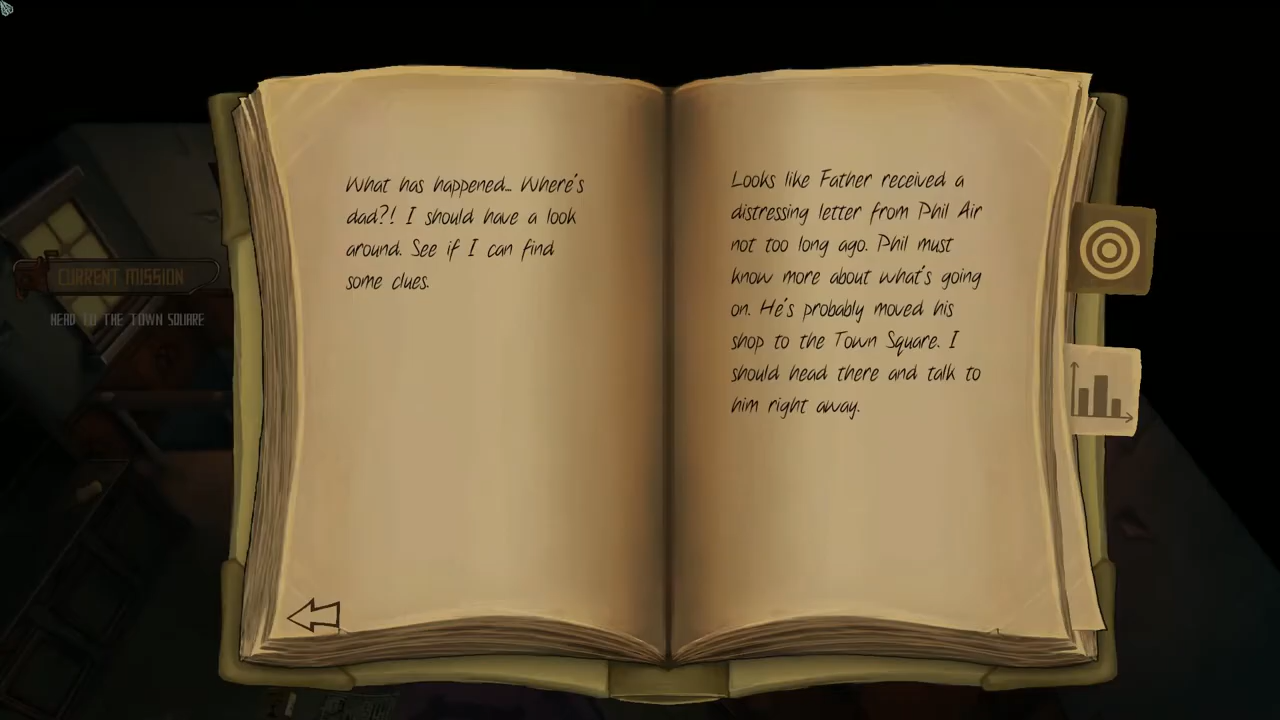 What has happened... Where's
dad?! I should have a look
around. See if I can find
some clues.
Looks like Father received a
distressing letter from Phil Air
not too long ago. Phil must
know more about what's going
on. He's probably moved his
shop to the Town Square. I
should head there and talk to
him right away.
CURRENT MISSION
HEAD TO THE TOWN SQUARE